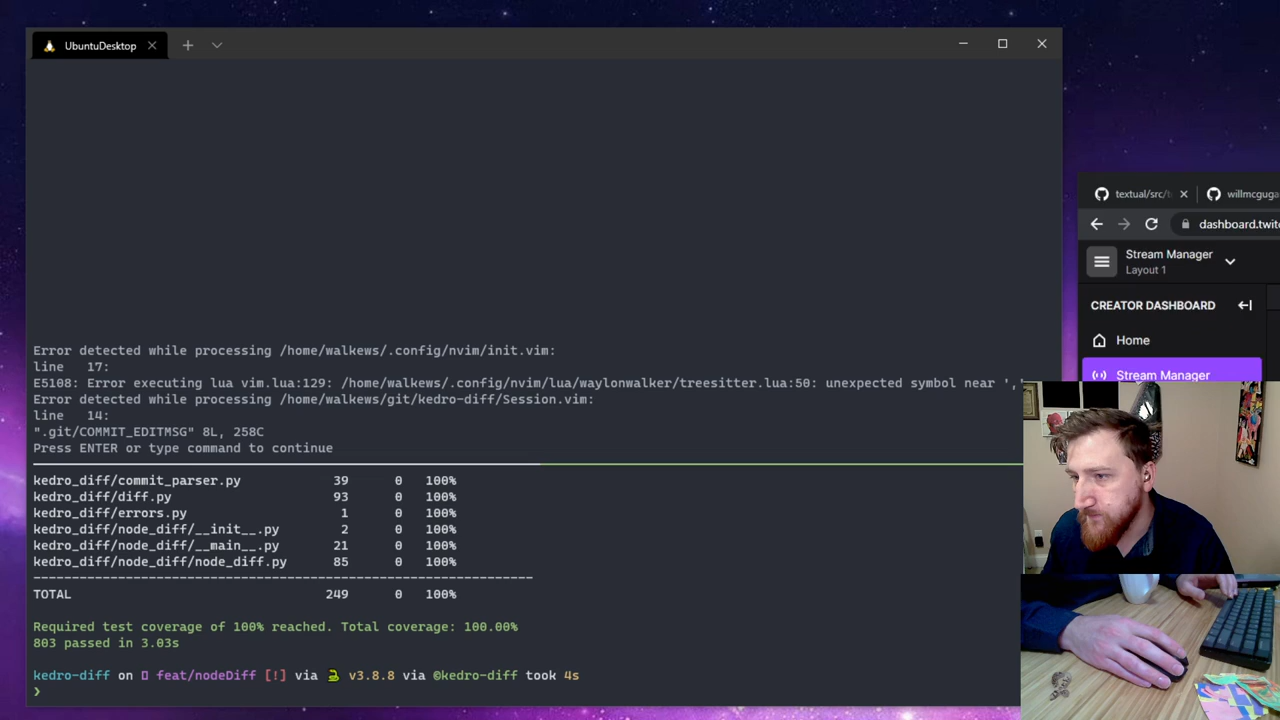 UbuntuDesktop
Error detected while processing /home/walkews/.config/nvim/init.vim:
line   17:
E5108: Error executing lua vim.lua:129: /home/walkews/.config/nvim/lua/waylonwalker/treesitter.lua:50: unexpected symbol near ','
Error detected while processing /home/walkews/git/kedro-diff/Session.vim:
line   14:
".git/COMMIT_EDITMSG" 8L, 258C
Press ENTER or type command to continue
kedro_diff/commit_parser.py 39 0 100%
kedro_diff/diff.py 93 0 100%
kedro_diff/errors.py 1 0 100%
kedro_diff/node_diff/__init__.py 2 0 100%
kedro_diff/node_diff/__main__.py 21 0 100%
kedro_diff/node_diff/node_diff.py 85 0 100%
TOTAL 249 0 100%
Required test coverage of 100% reached. Total coverage: 100.00%
803 passed in 3.03s
kedro-diff on feat/nodeDiff [!] via v3.8.8 via @kedro-diff took 4s
❯
textual/src/t
willmcguga
dashboard.twitc
Stream Manager
Layout 1
CREATOR DASHBOARD
Home
Stream Manager